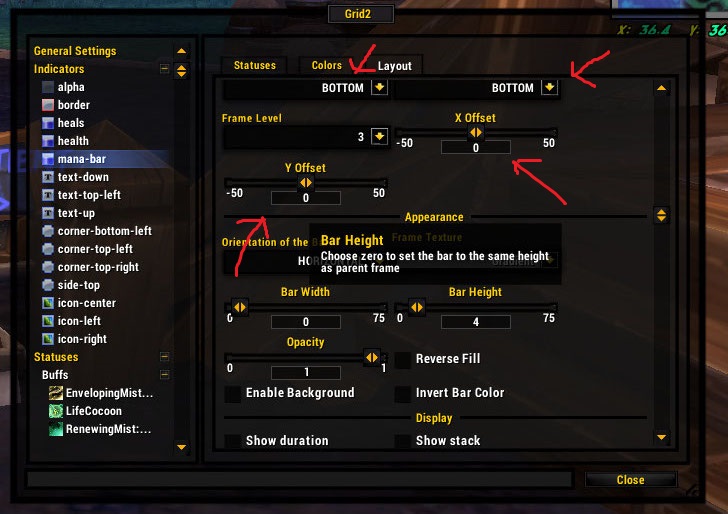 Grid2
X: 36.4 Y: 36
General Settings
Indicators
alpha
border
heals
health
mana-bar
text-down
text-top-left
text-up
corner-bottom-left
corner-top-left
corner-top-right
side-top
icon-center
icon-left
icon-right
Statuses
Buffs
EnvelopingMist...
LifeCocoon
RenewingMist:...
Statuses Colors Layout
BOTTOM BOTTOM
Frame Level X Offset
3
-50 0 50
Y Offset
-50 0 50
Appearance
Orientation of the Frame Texture
Bar Height
Choose zero to set the bar to the same height
as parent frame
Bar Width Bar Height
0 0 75 0 4 75
Opacity
0 1 1
Reverse Fill
Enable Background Invert Bar Color
Display
Show duration Show stack
Close